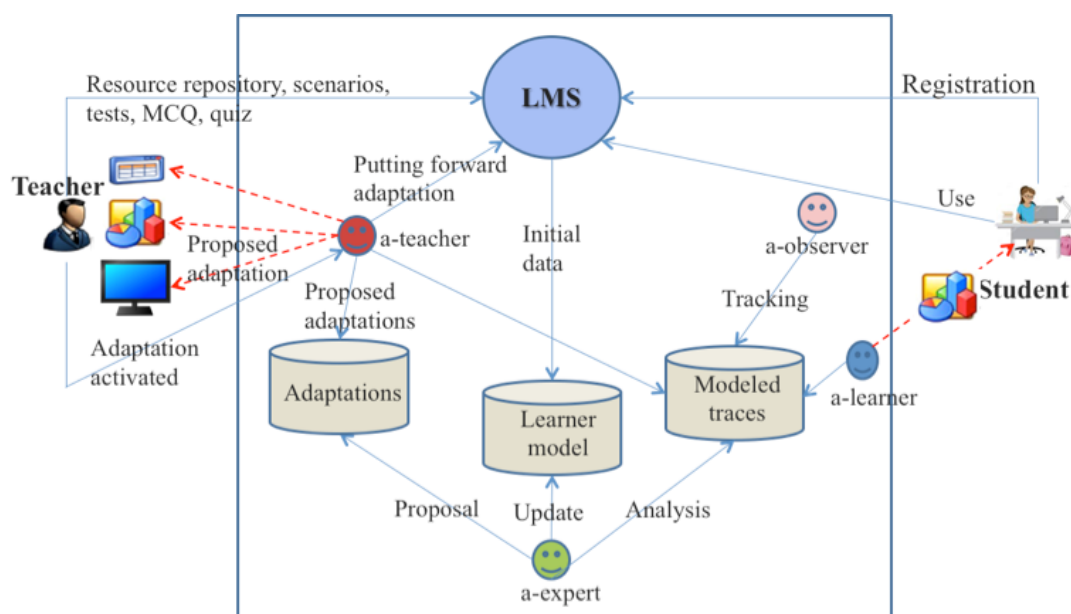 LMS
Resource repository, scenarios,
tests, MCQ, quiz
Registration
Putting forward
adaptation
Teacher
Use
a-teacher
a-observer
Initial
data
Proposed
adaptation
Student
Proposed
adaptations
Tracking
Adaptation
activated
Adaptations
Modeled
traces
a-learner
Learner
model
Proposal
Update
Analysis
a-expert